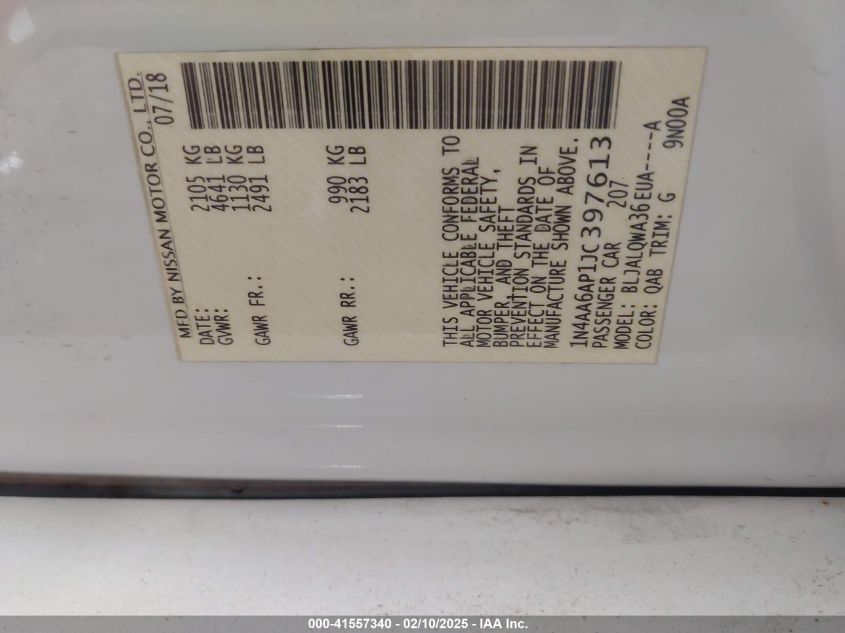 MFD BY NISSAN MOTOR CO., LTD.
DATE: 07/18
GVWR: 2105 KG
4641 LB
GAWR FR.: 1130 KG
2491 LB
GAWR RR.: 990 KG
2183 LB
THIS VEHICLE CONFORMS TO
ALL APPLICABLE FEDERAL
MOTOR VEHICLE SAFETY,
BUMPER, AND THEFT
PREVENTION STANDARDS IN
EFFECT ON THE DATE OF
MANUFACTURE SHOWN ABOVE.
1N4AA6AP1JC397613
PASSENGER CAR 207
MODEL: BLJALQWA36EUA----A
COLOR: QAB TRIM: G 9N00A
000-41557340 - 02/10/2025 - IAA Inc.